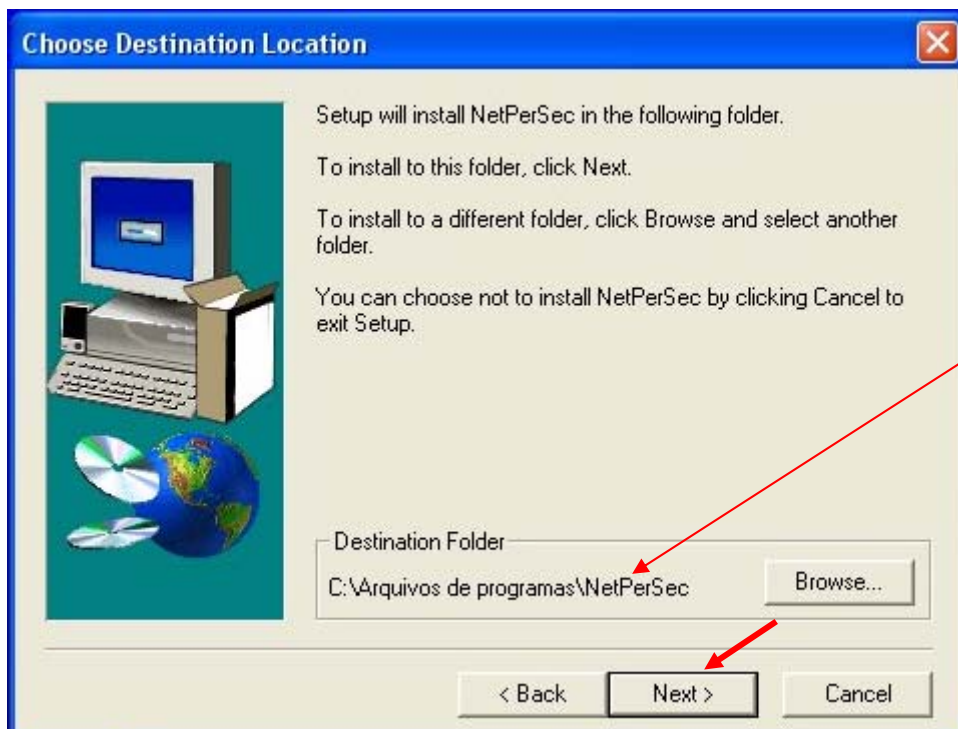 Choose Destination Location
Setup will install NetPerSec in the following folder.
To install to this folder, click Next.
To install to a different folder, click Browse and select another
folder.
You can choose not to install NetPerSec by clicking Cancel to
exit Setup.
Destination Folder
C:\Arquivos de programas\NetPerSec
Browse...
< Back
Next >
Cancel